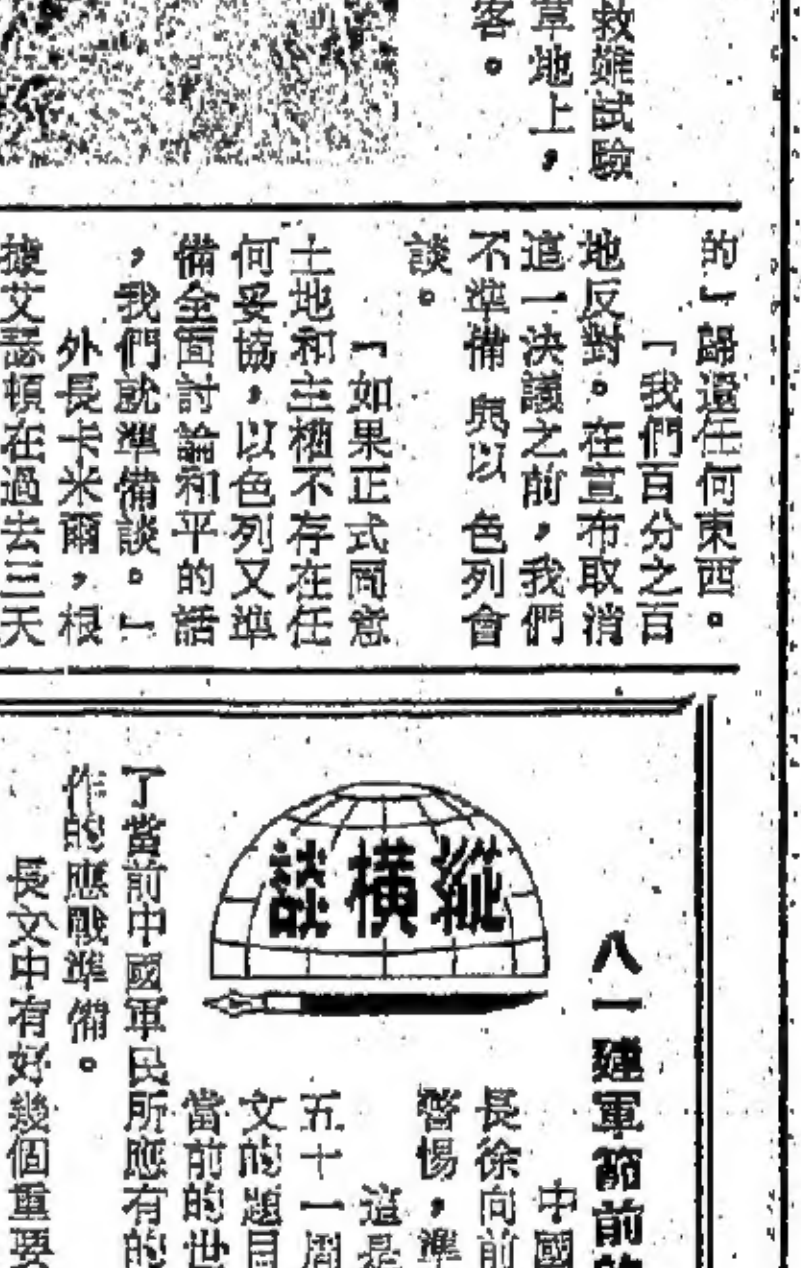 救難試驗
草地上，
客。
的」歸還任何東西。
「我們百分之百
地反對。在宣布取消
這一決議之前，我們
不準備與以色列會
談。
「如果正式同意
土地和主權不存在任
何妥協，以色列又準
備全面討論和平的話
，我們就準備談。」
外長卡米爾，根
據艾瑟頓在過去三天
縱橫談
八一建軍節前
中國
長徐向前
警惕，準
這是
五十一周
文的題目
當前的世
了當前中國軍民所應有的
作的應戰準備。
長文中有好幾個重要